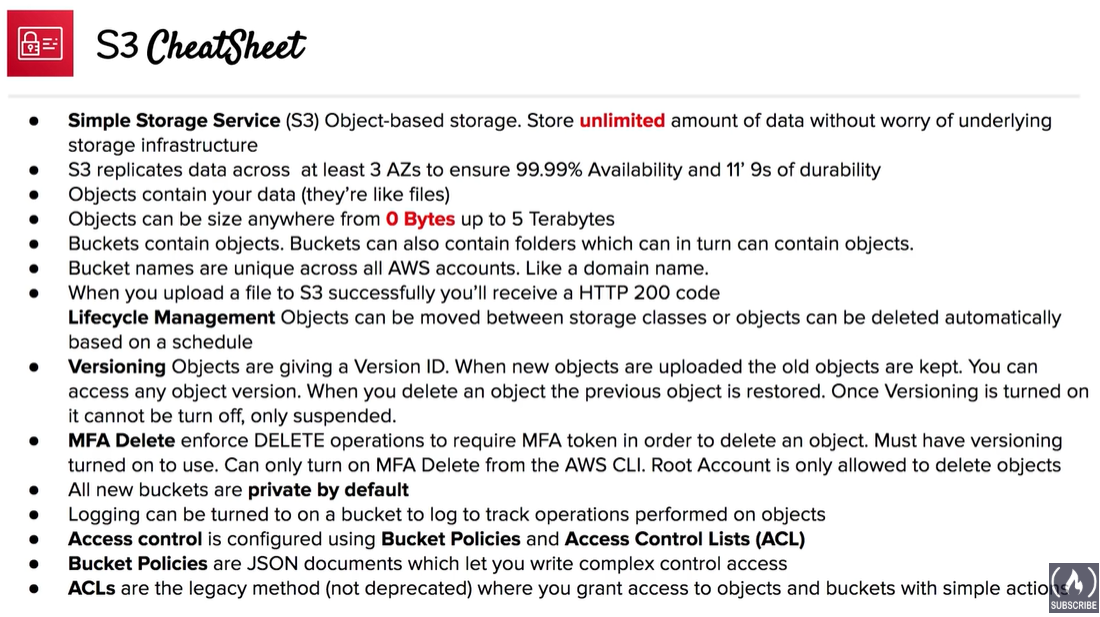 S3 CheatSheet
● Simple Storage Service (S3) Object-based storage. Store unlimited amount of data without worry of underlying
storage infrastructure
● S3 replicates data across at least 3 AZs to ensure 99.99% Availability and 11' 9s of durability
● Objects contain your data (they're like files)
● Objects can be size anywhere from 0 Bytes up to 5 Terabytes
● Buckets contain objects. Buckets can also contain folders which can in turn can contain objects.
● Bucket names are unique across all AWS accounts. Like a domain name.
● When you upload a file to S3 successfully you'll receive a HTTP 200 code
Lifecycle Management Objects can be moved between storage classes or objects can be deleted automatically
based on a schedule
● Versioning Objects are giving a Version ID. When new objects are uploaded the old objects are kept. You can
access any object version. When you delete an object the previous object is restored. Once Versioning is turned on
it cannot be turn off, only suspended.
● MFA Delete enforce DELETE operations to require MFA token in order to delete an object. Must have versioning
turned on to use. Can only turn on MFA Delete from the AWS CLI. Root Account is only allowed to delete objects
● All new buckets are private by default
● Logging can be turned to on a bucket to log to track operations performed on objects
● Access control is configured using Bucket Policies and Access Control Lists (ACL)
● Bucket Policies are JSON documents which let you write complex control access
● ACLs are the legacy method (not deprecated) where you grant access to objects and buckets with simple actions
SUBSCRIBE